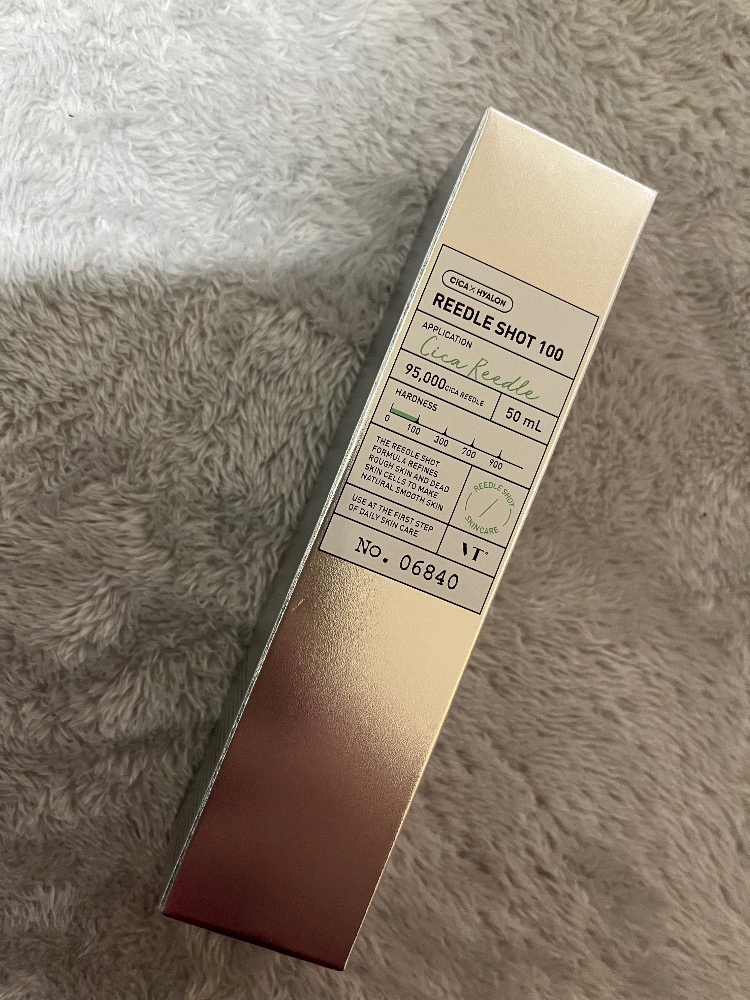 CICA × HYALON
REEDLE SHOT 100
APPLICATION
Cica Reedle
95,000CICA REEDLE
50 mL
HARDNESS
0 100 300 700 900
THE REEDLE SHOT
FORMULA REFINES
ROUGH SKIN AND DEAD
SKIN CELLS TO MAKE
NATURAL SMOOTH SKIN
REEDLE SHOT
SKINCARE
USE AT THE FIRST STEP
OF DAILY SKIN CARE
VT
No. 06840